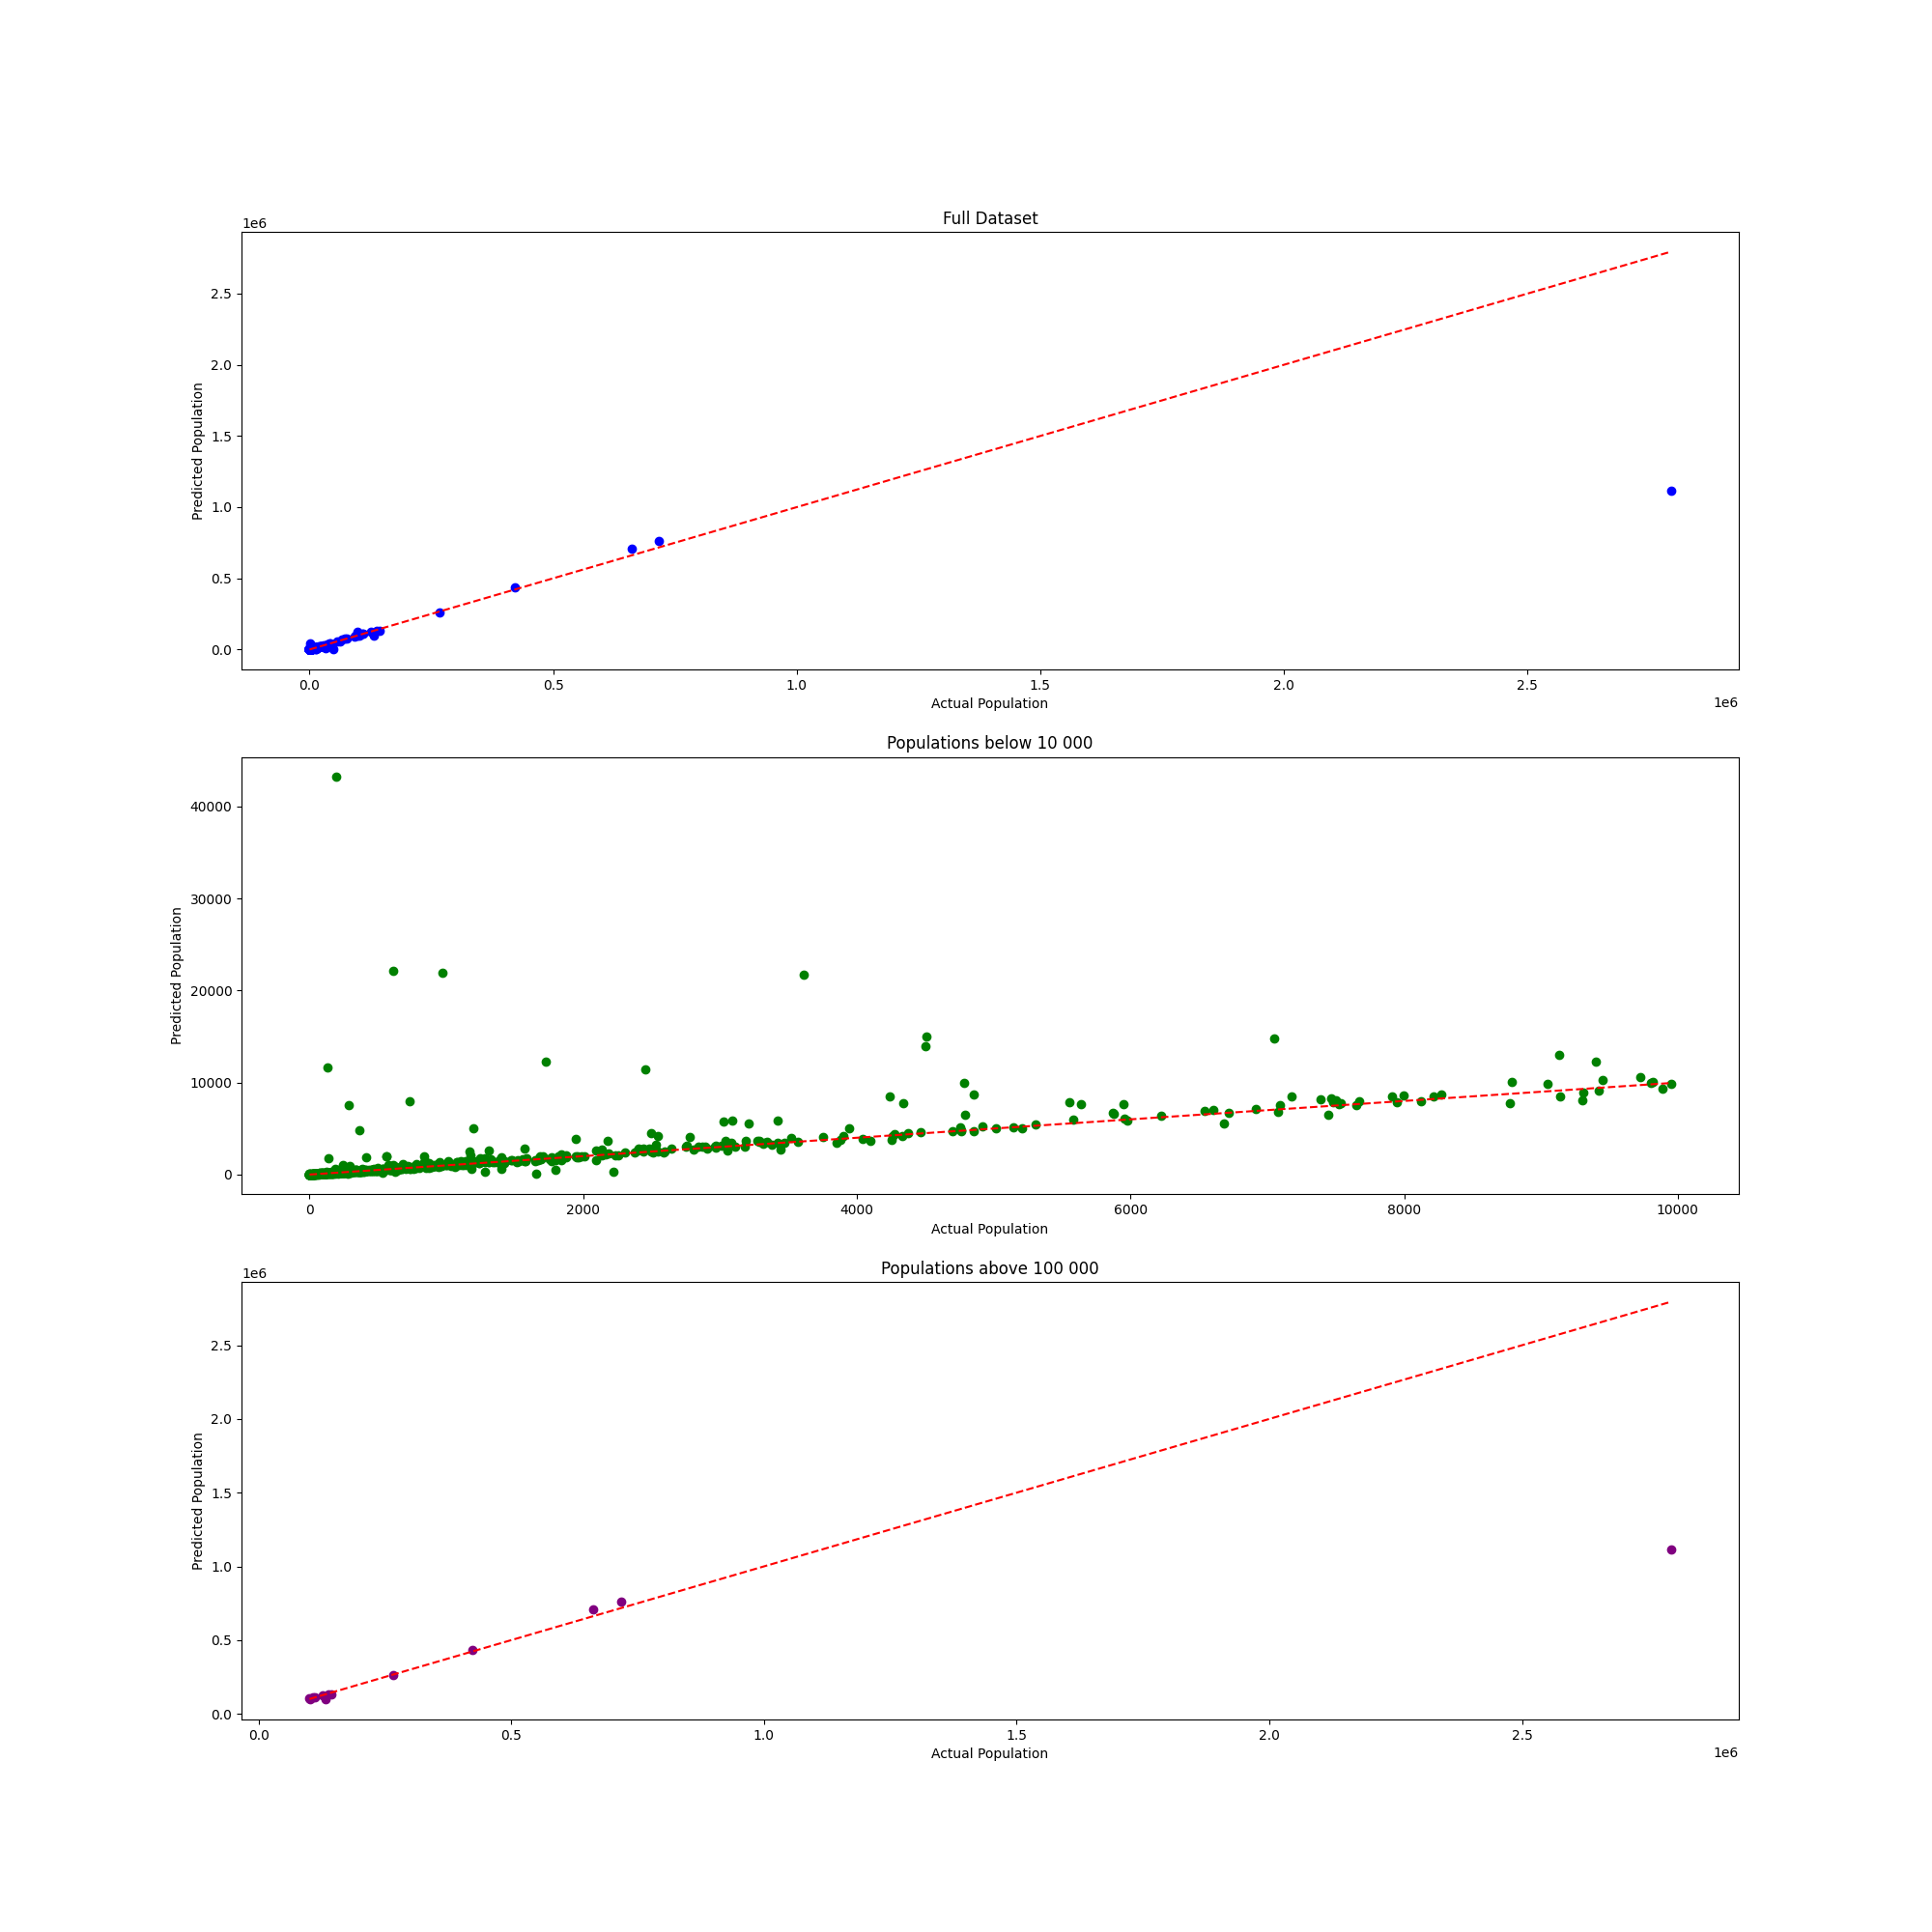 Full Dataset
1e6
2.5
2.0
1.5
1.0
0.5
0.0
Predicted Population
0.0 0.5 1.0 1.5 2.0 2.5
1e6
Actual Population
Populations below 10 000
40000
30000
20000
10000
0
Predicted Population
0 2000 4000 6000 8000 10000
Actual Population
Populations above 100 000
1e6
2.5
2.0
1.5
1.0
0.5
0.0
Predicted Population
0.0 0.5 1.0 1.5 2.0 2.5
1e6
Actual Population